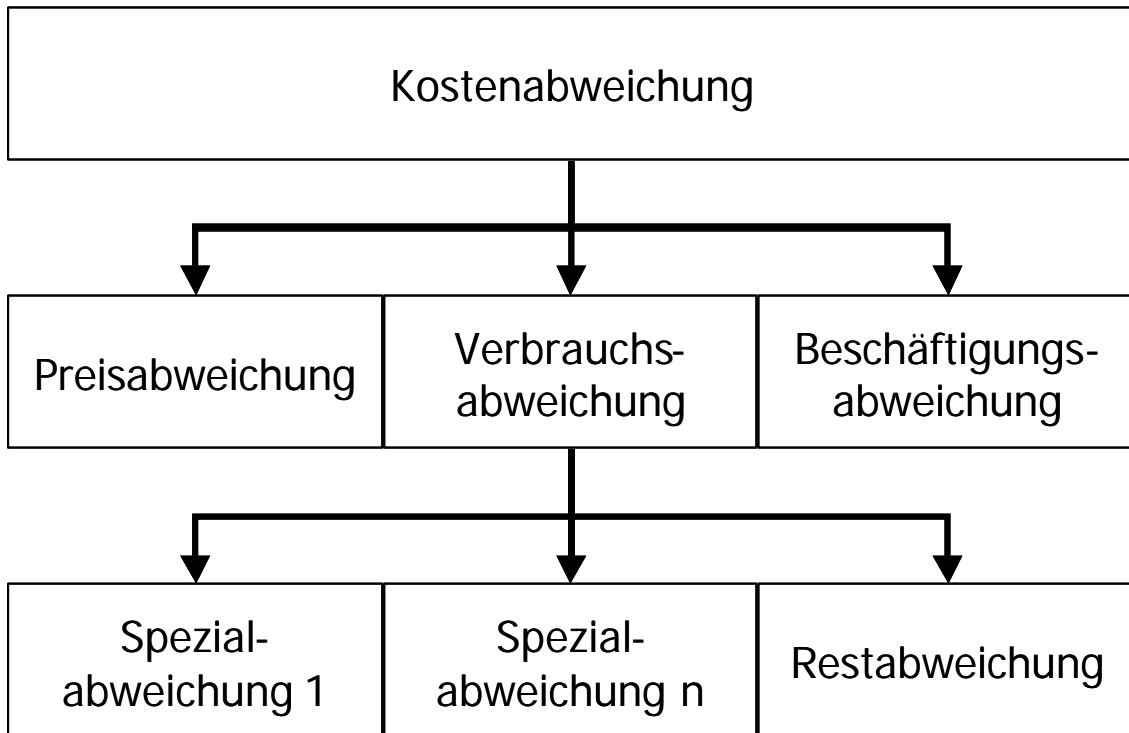 Kostenabweichung
Preisabweichung
Verbrauchs-
abweichung
Beschäftigungs-
abweichung
Spezial-
abweichung 1
Spezial-
abweichung n
Restabweichung